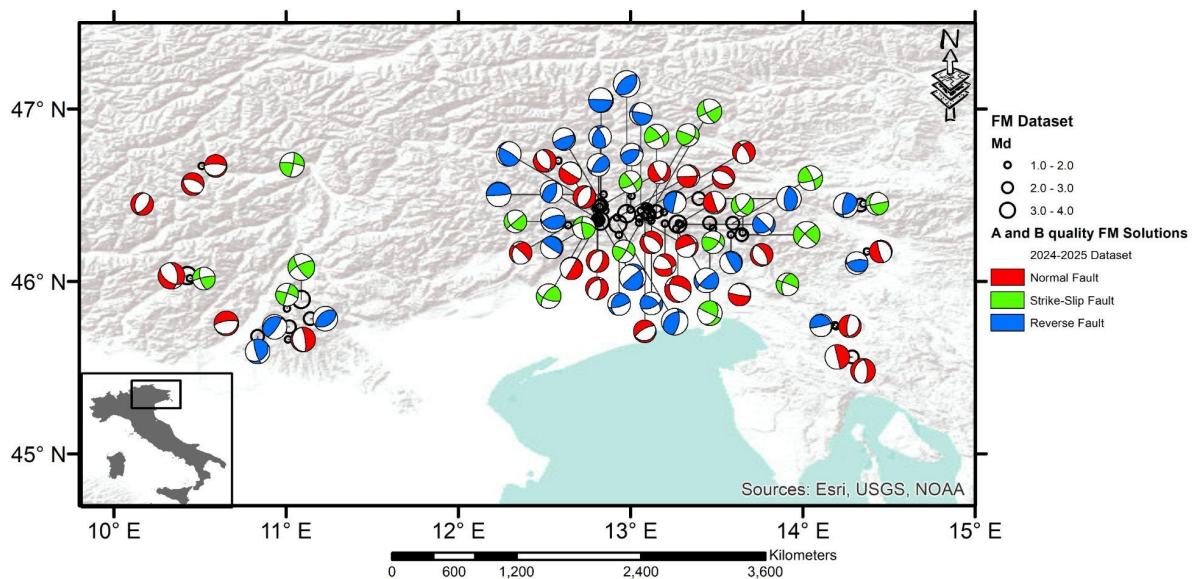 N
47° N
46° N
45° N
10° E
11° E
12° E
13° E
14° E
15° E
Sources: Esri, USGS, NOAA
Kilometers
0
600
1,200
2,400
3,600
FM Dataset
Md
1.0 - 2.0
2.0 - 3.0
3.0 - 4.0
A and B quality FM Solutions
2024-2025 Dataset
Normal Fault
Strike-Slip Fault
Reverse Fault